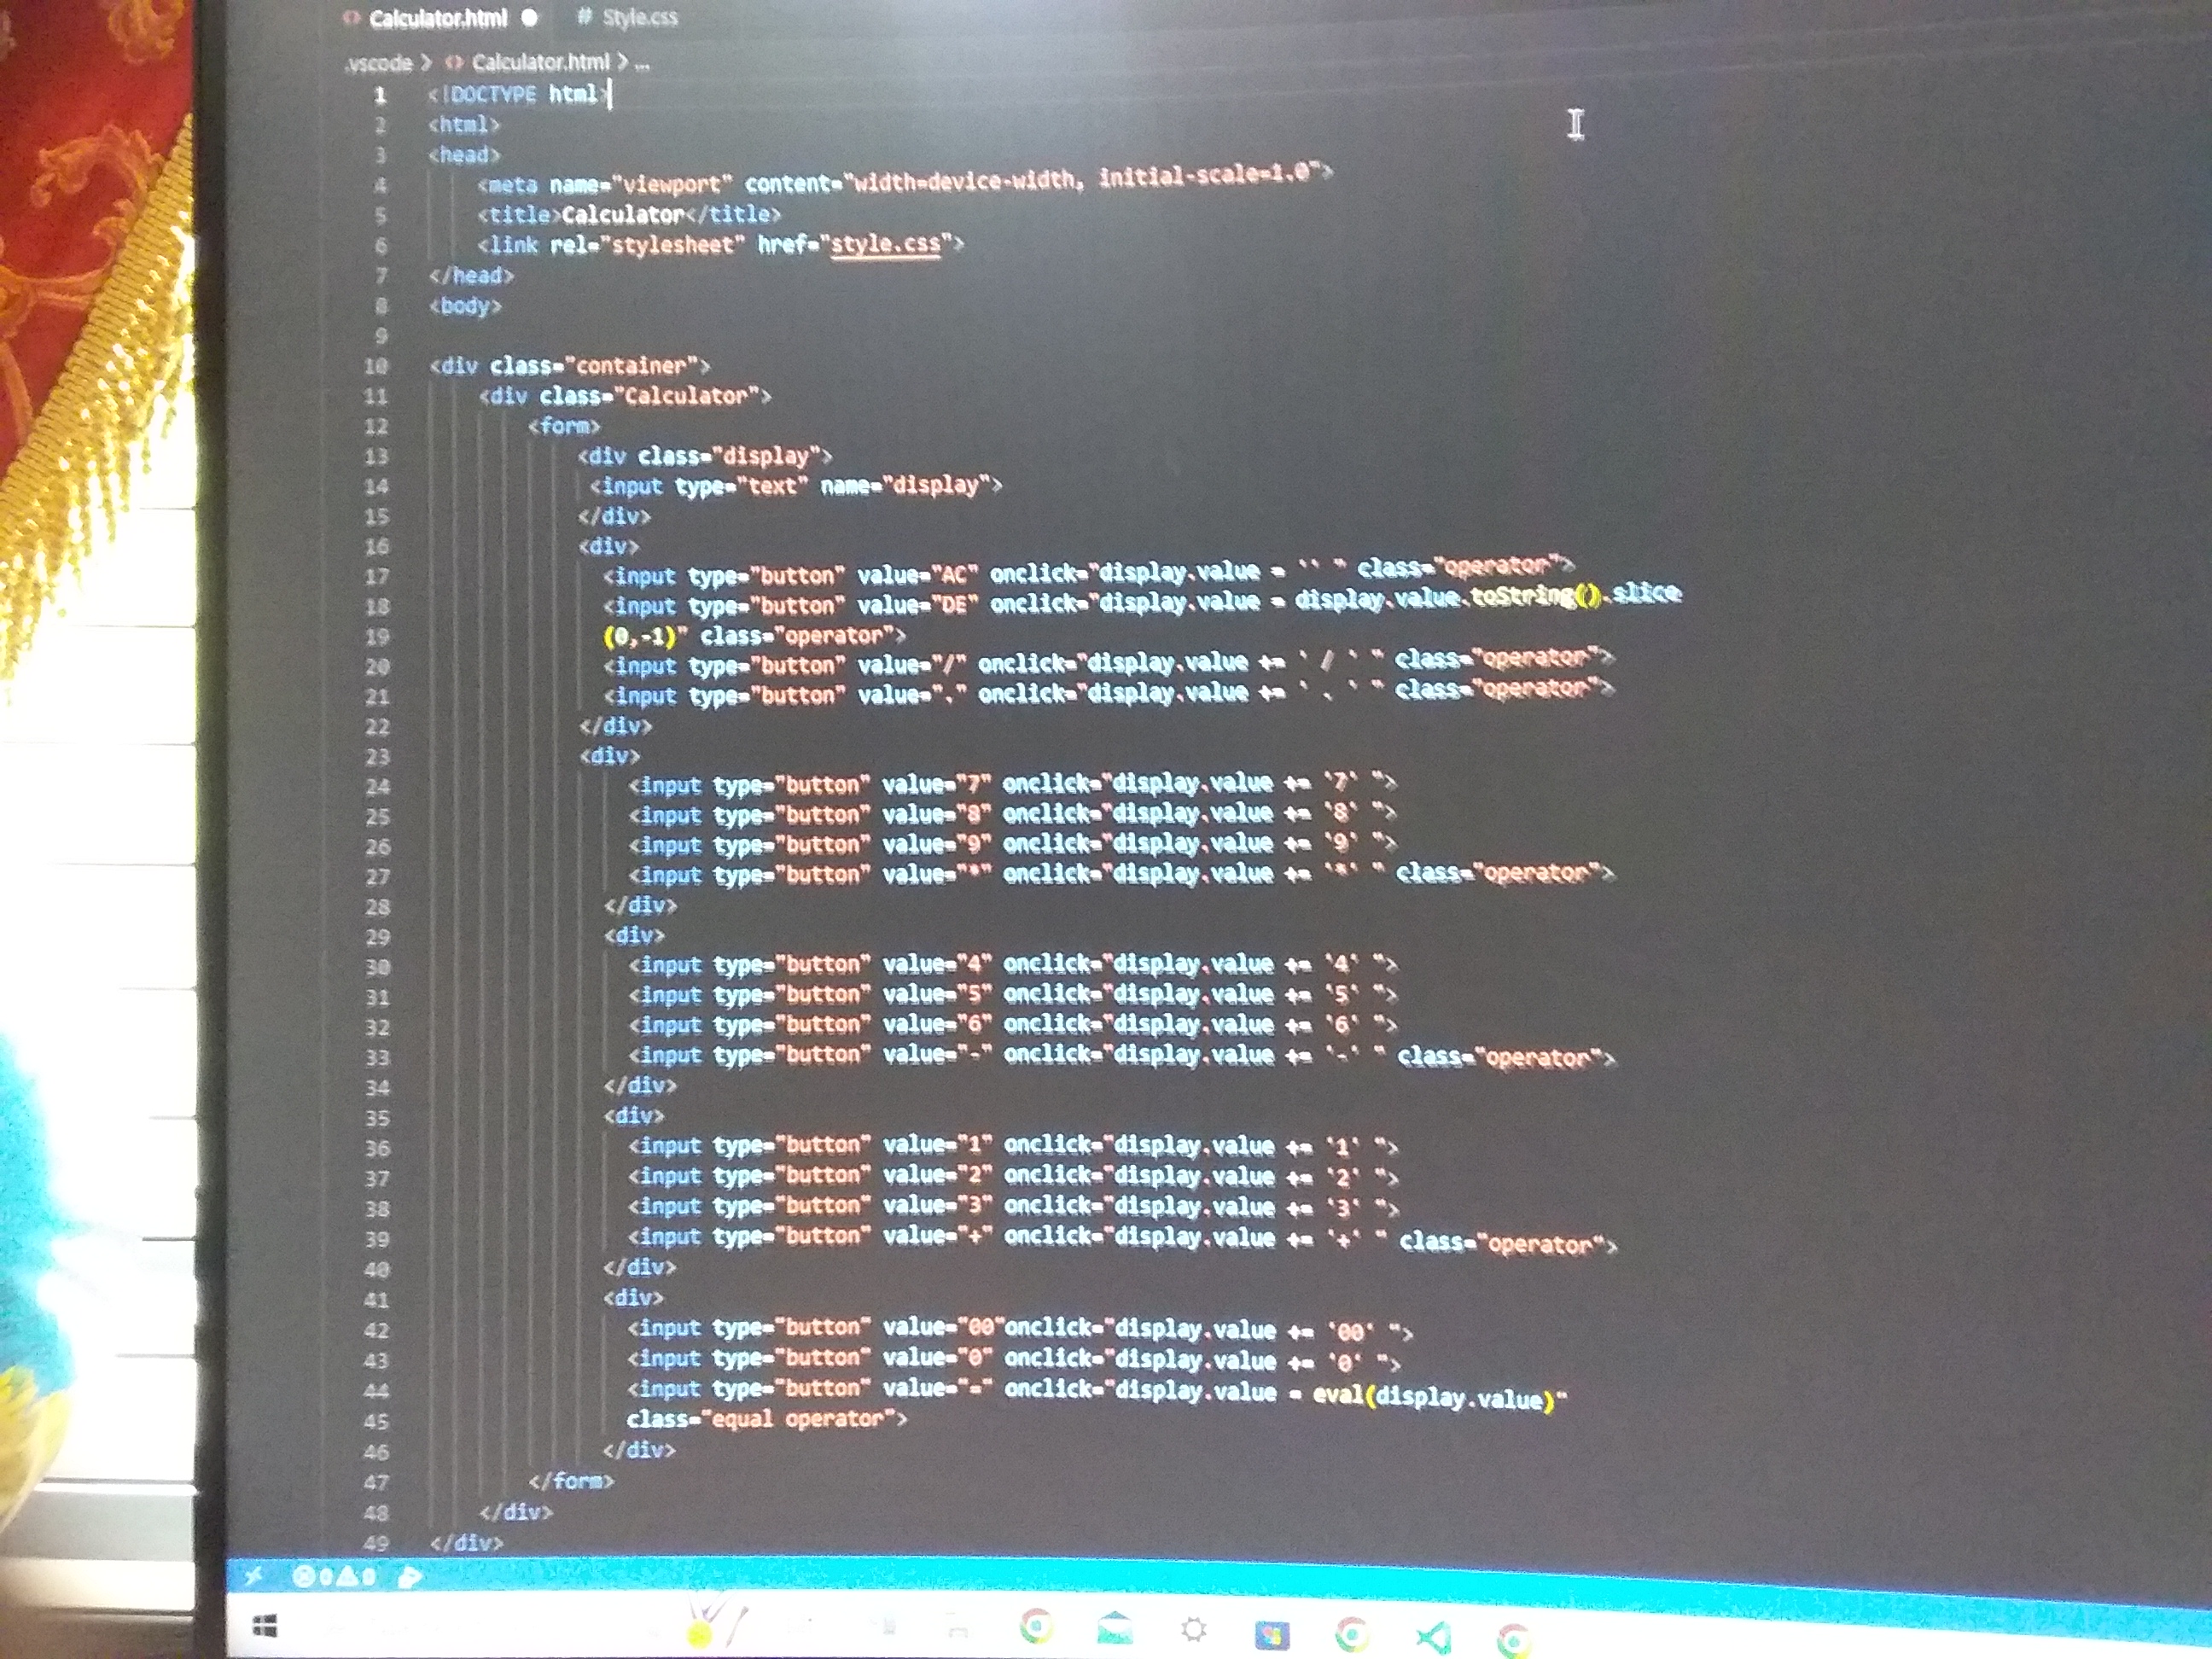 Calculator.html
# Style.css
.vscode > Calculator.html > ...
1 <!DOCTYPE html>
2 <html>
3 <head>
4 <meta name="viewport" content="width=device-width, initial-scale=1.0">
5 <title>Calculator</title>
6 <link rel="stylesheet" href="style.css">
7 </head>
8 <body>
9
10 <div class="container">
11 <div class="Calculator">
12 <form>
13 <div class="display">
14 <input type="text" name="display">
15 </div>
16 <div>
17 <input type="button" value="AC" onclick="display.value = '' " class="operator">
18 <input type="button" value="DE" onclick="display.value = display.value.toString().slice
19 (0,-1)" class="operator">
20 <input type="button" value="/" onclick="display.value += ' / ' " class="operator">
21 <input type="button" value="." onclick="display.value += ' . ' " class="operator">
22 </div>
23 <div>
24 <input type="button" value="7" onclick="display.value += '7' ">
25 <input type="button" value="8" onclick="display.value += '8' ">
26 <input type="button" value="9" onclick="display.value += '9' ">
27 <input type="button" value="*" onclick="display.value += '*' " class="operator">
28 </div>
29 <div>
30 <input type="button" value="4" onclick="display.value += '4' ">
31 <input type="button" value="5" onclick="display.value += '5' ">
32 <input type="button" value="6" onclick="display.value += '6' ">
33 <input type="button" value="-" onclick="display.value += '-' " class="operator">
34 </div>
35 <div>
36 <input type="button" value="1" onclick="display.value += '1' ">
37 <input type="button" value="2" onclick="display.value += '2' ">
38 <input type="button" value="3" onclick="display.value += '3' ">
39 <input type="button" value="+" onclick="display.value += '+' " class="operator">
40 </div>
41 <div>
42 <input type="button" value="00"onclick="display.value += '00' ">
43 <input type="button" value="0" onclick="display.value += '0' ">
44 <input type="button" value="=" onclick="display.value = eval(display.value)"
45 class="equal operator">
46 </div>
47 </form>
48 </div>
49 </div>
0 0